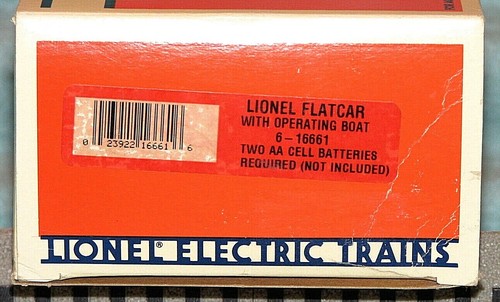 LIONEL FLATCAR
WITH OPERATING BOAT
6-16661
TWO AA CELL BATTERIES
REQUIRED (NOT INCLUDED)
0 23922 16661 6
LIONEL® ELECTRIC TRAINS